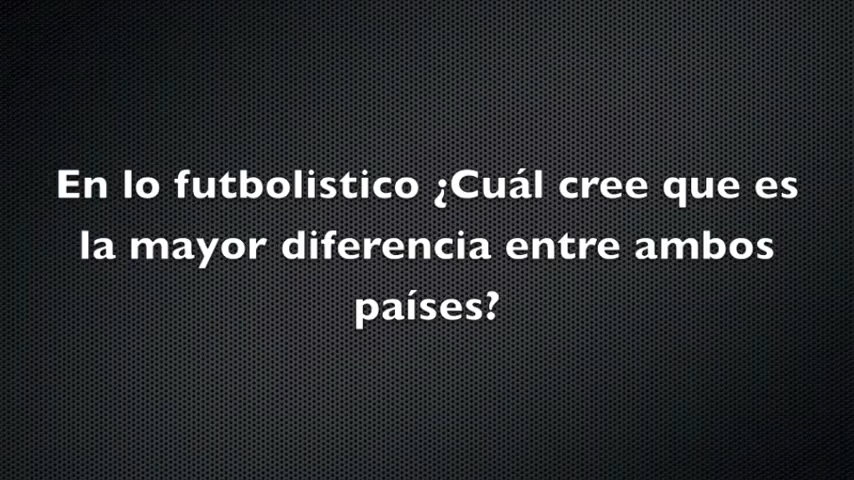 En lo futbolistico ¿Cuál cree que es
la mayor diferencia entre ambos
países?